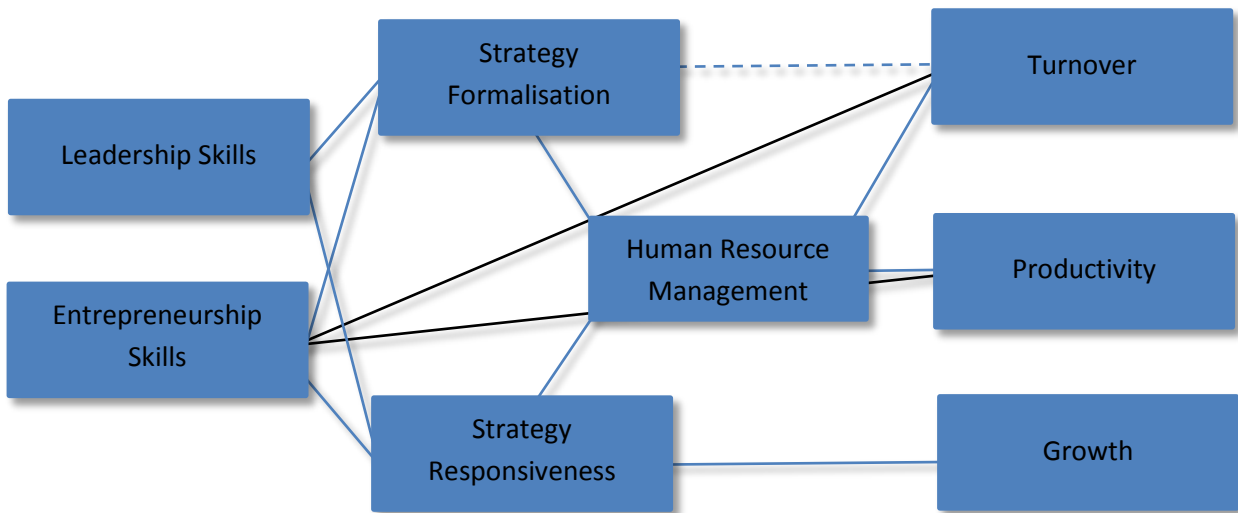 Strategy
Formalisation
Turnover
Leadership Skills
Human Resource
Management
Productivity
Entrepreneurship
Skills
Strategy
Responsiveness
Growth